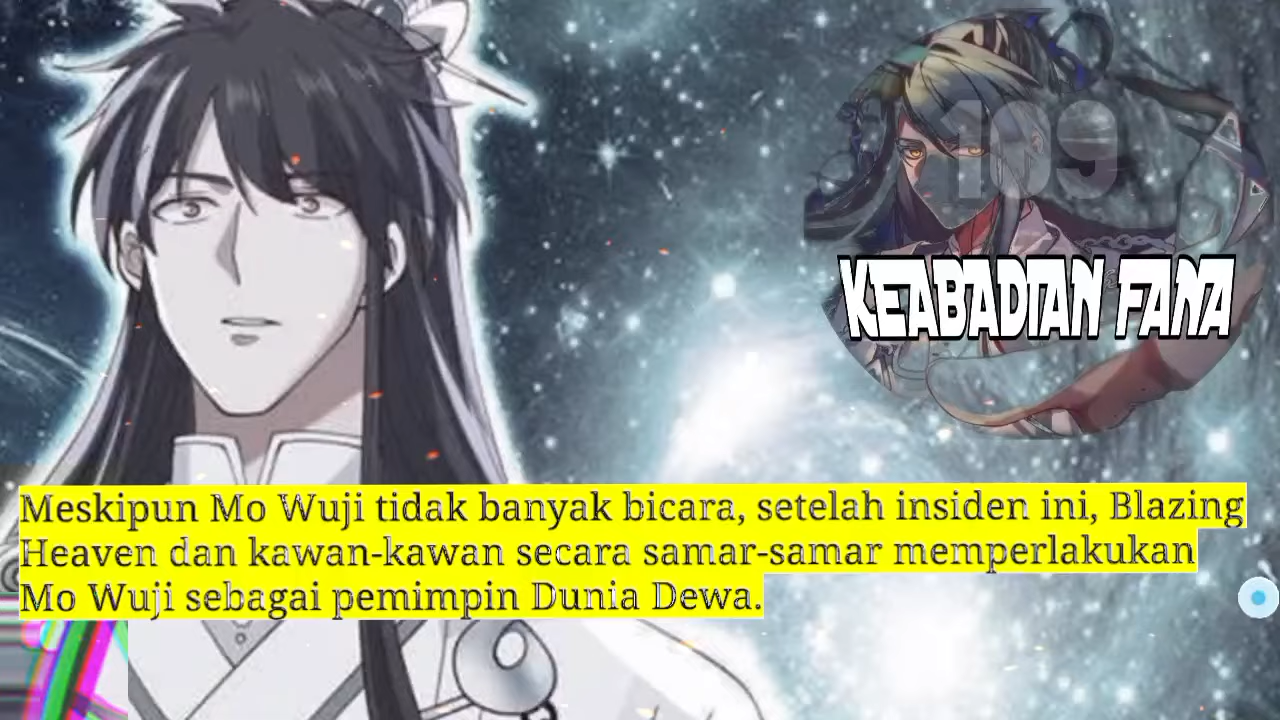 109
KEABADIAN FANA
Meskipun Mo Wuji tidak banyak bicara, setelah insiden ini, Blazing
Heaven dan kawan-kawan secara samar-samar memperlakukan
Mo Wuji sebagai pemimpin Dunia Dewa.